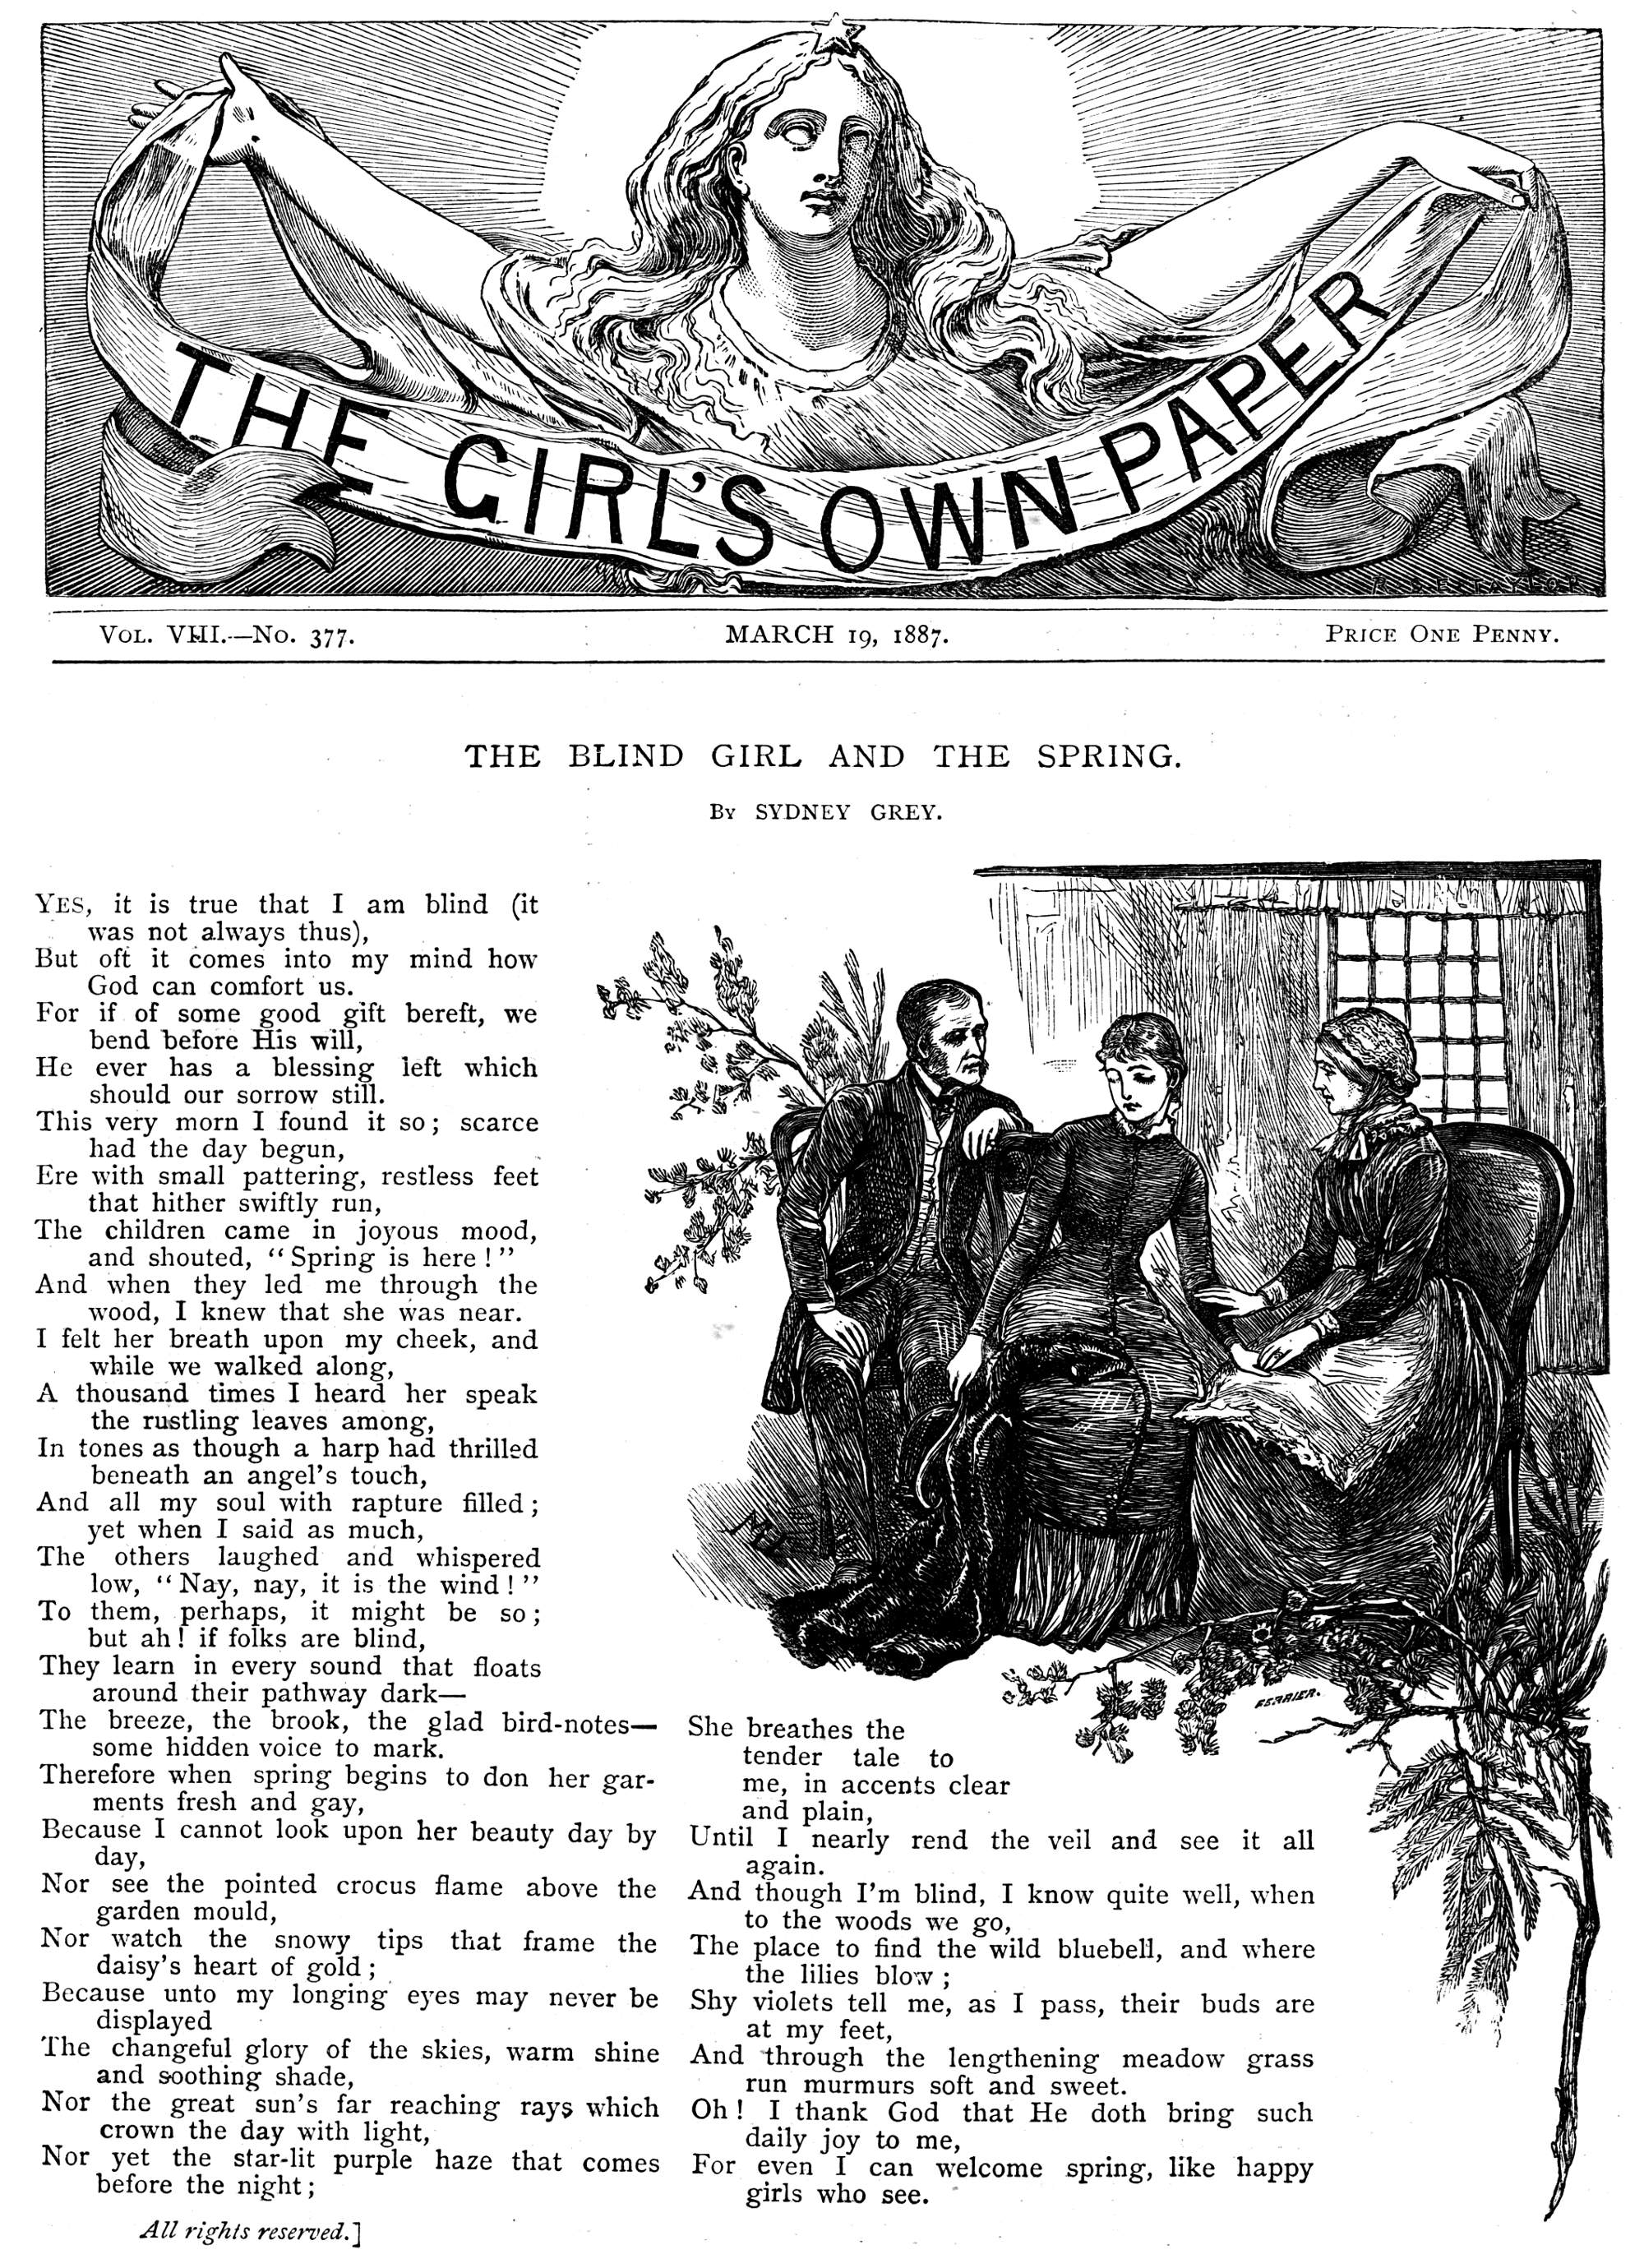 THE GIRL'S OWN PAPER
VOL. VIII.—No. 377.
MARCH 19, 1887.
PRICE ONE PENNY.
THE BLIND GIRL AND THE SPRING.
By SYDNEY GREY.
YES, it is true that I am blind (it
was not always thus),
But oft it comes into my mind how
God can comfort us.
For if of some good gift bereft, we
bend before His will,
He ever has a blessing left which
should our sorrow still.
This very morn I found it so; scarce
had the day begun,
Ere with small pattering, restless feet
that hither swiftly run,
The children came in joyous mood,
and shouted, “Spring is here!”
And when they led me through the
wood, I knew that she was near.
I felt her breath upon my cheek, and
while we walked along,
A thousand times I heard her speak
the rustling leaves among,
In tones as though a harp had thrilled
beneath an angel's touch,
And all my soul with rapture filled;
yet when I said as much,
The others laughed and whispered
low, “Nay, nay, it is the wind!”
To them, perhaps, it might be so;
but ah! if folks are blind,
They learn in every sound that floats
around their pathway dark—
The breeze, the brook, the glad bird-notes—
some hidden voice to mark.
Therefore when spring begins to don her gar-
ments fresh and gay,
Because I cannot look upon her beauty day by
day,
Nor see the pointed crocus flame above the
garden mould,
Nor watch the snowy tips that frame the
daisy's heart of gold;
Because unto my longing eyes may never be
displayed
The changeful glory of the skies, warm shine
and soothing shade,
Nor the great sun's far reaching rays which
crown the day with light,
Nor yet the star-lit purple haze that comes
before the night;
All rights reserved.]
MH
FERRIER.
She breathes the
tender tale to
me, in accents clear
and plain,
Until I nearly rend the veil and see it all
again.
And though I'm blind, I know quite well, when
to the woods we go,
The place to find the wild bluebell, and where
the lilies blow;
Shy violets tell me, as I pass, their buds are
at my feet,
And through the lengthening meadow grass
run murmurs soft and sweet.
Oh! I thank God that He doth bring such
daily joy to me,
For even I can welcome spring, like happy
girls who see.